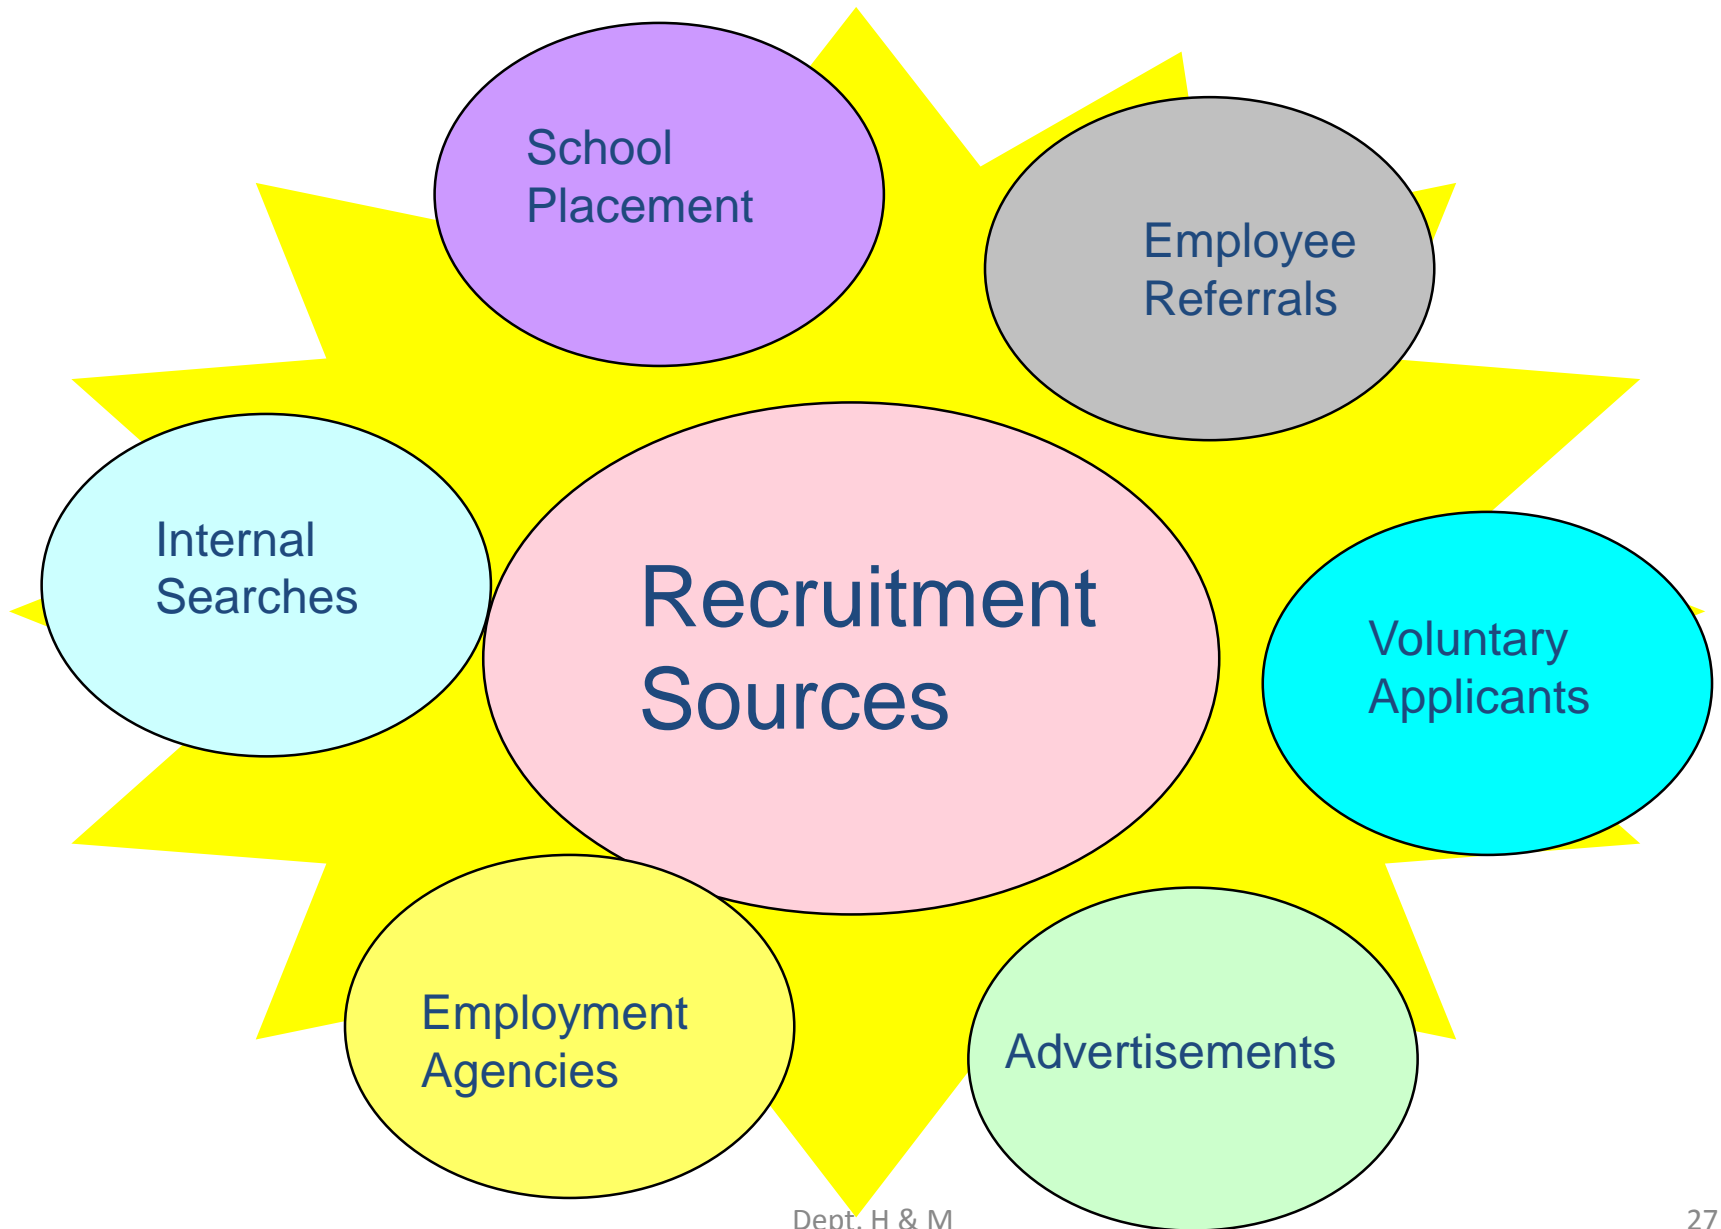 School
Placement
Employee
Referrals
Internal
Searches
Recruitment
Sources
Voluntary
Applicants
Employment
Agencies
Advertisements
Dept. H & M
27